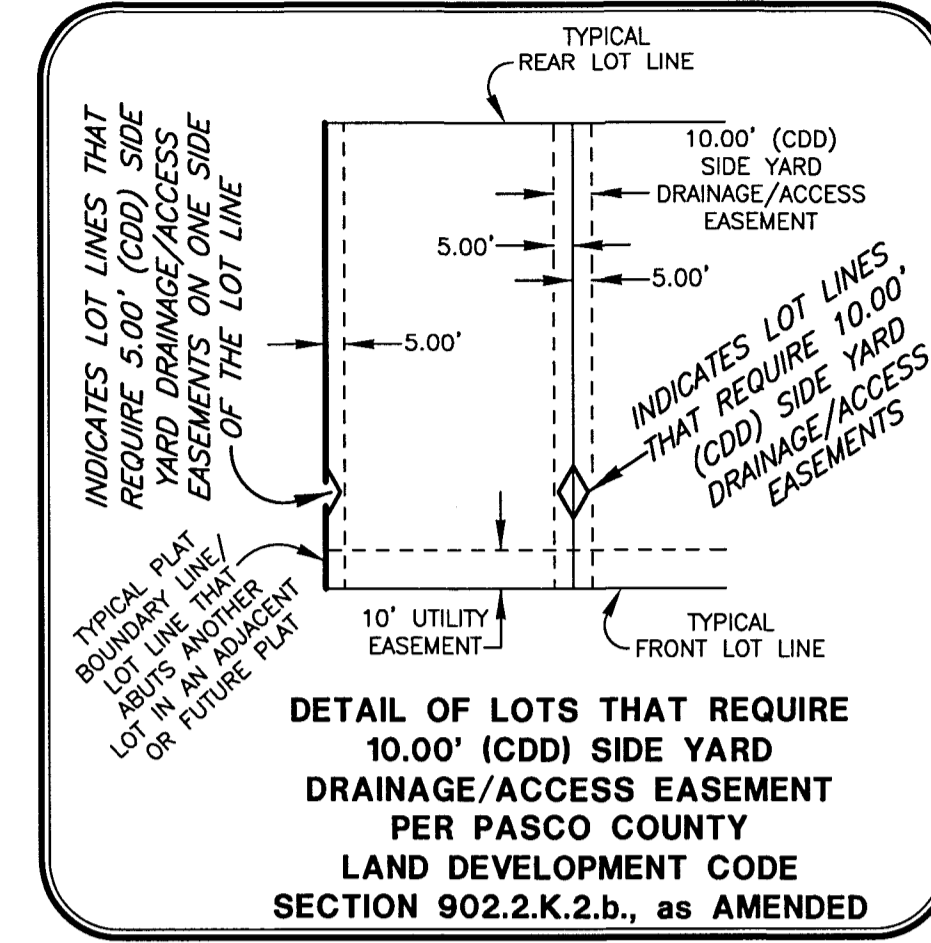 TYPICAL
REAR LOT LINE
INDICATES LOT LINES THAT
REQUIRE 5.00' (CDD) SIDE
YARD DRAINAGE/ACCESS
EASEMENTS ON ONE SIDE
OF THE LOT LINE
10.00' (CDD)
SIDE YARD
DRAINAGE/ACCESS
EASEMENT
5.00'
5.00'
5.00'
INDICATES LOT LINES
THAT REQUIRE 10.00'
(CDD) SIDE YARD
DRAINAGE/ACCESS
EASEMENTS
TYPICAL PLAT
BOUNDARY LINE/
LOT LINE THAT
ABUTS ANOTHER
LOT IN AN ADJACENT
OR FUTURE PLAT
10' UTILITY
EASEMENT
TYPICAL
FRONT LOT LINE
DETAIL OF LOTS THAT REQUIRE
10.00' (CDD) SIDE YARD
DRAINAGE/ACCESS EASEMENT
PER PASCO COUNTY
LAND DEVELOPMENT CODE
SECTION 902.2.K.2.b., as AMENDED